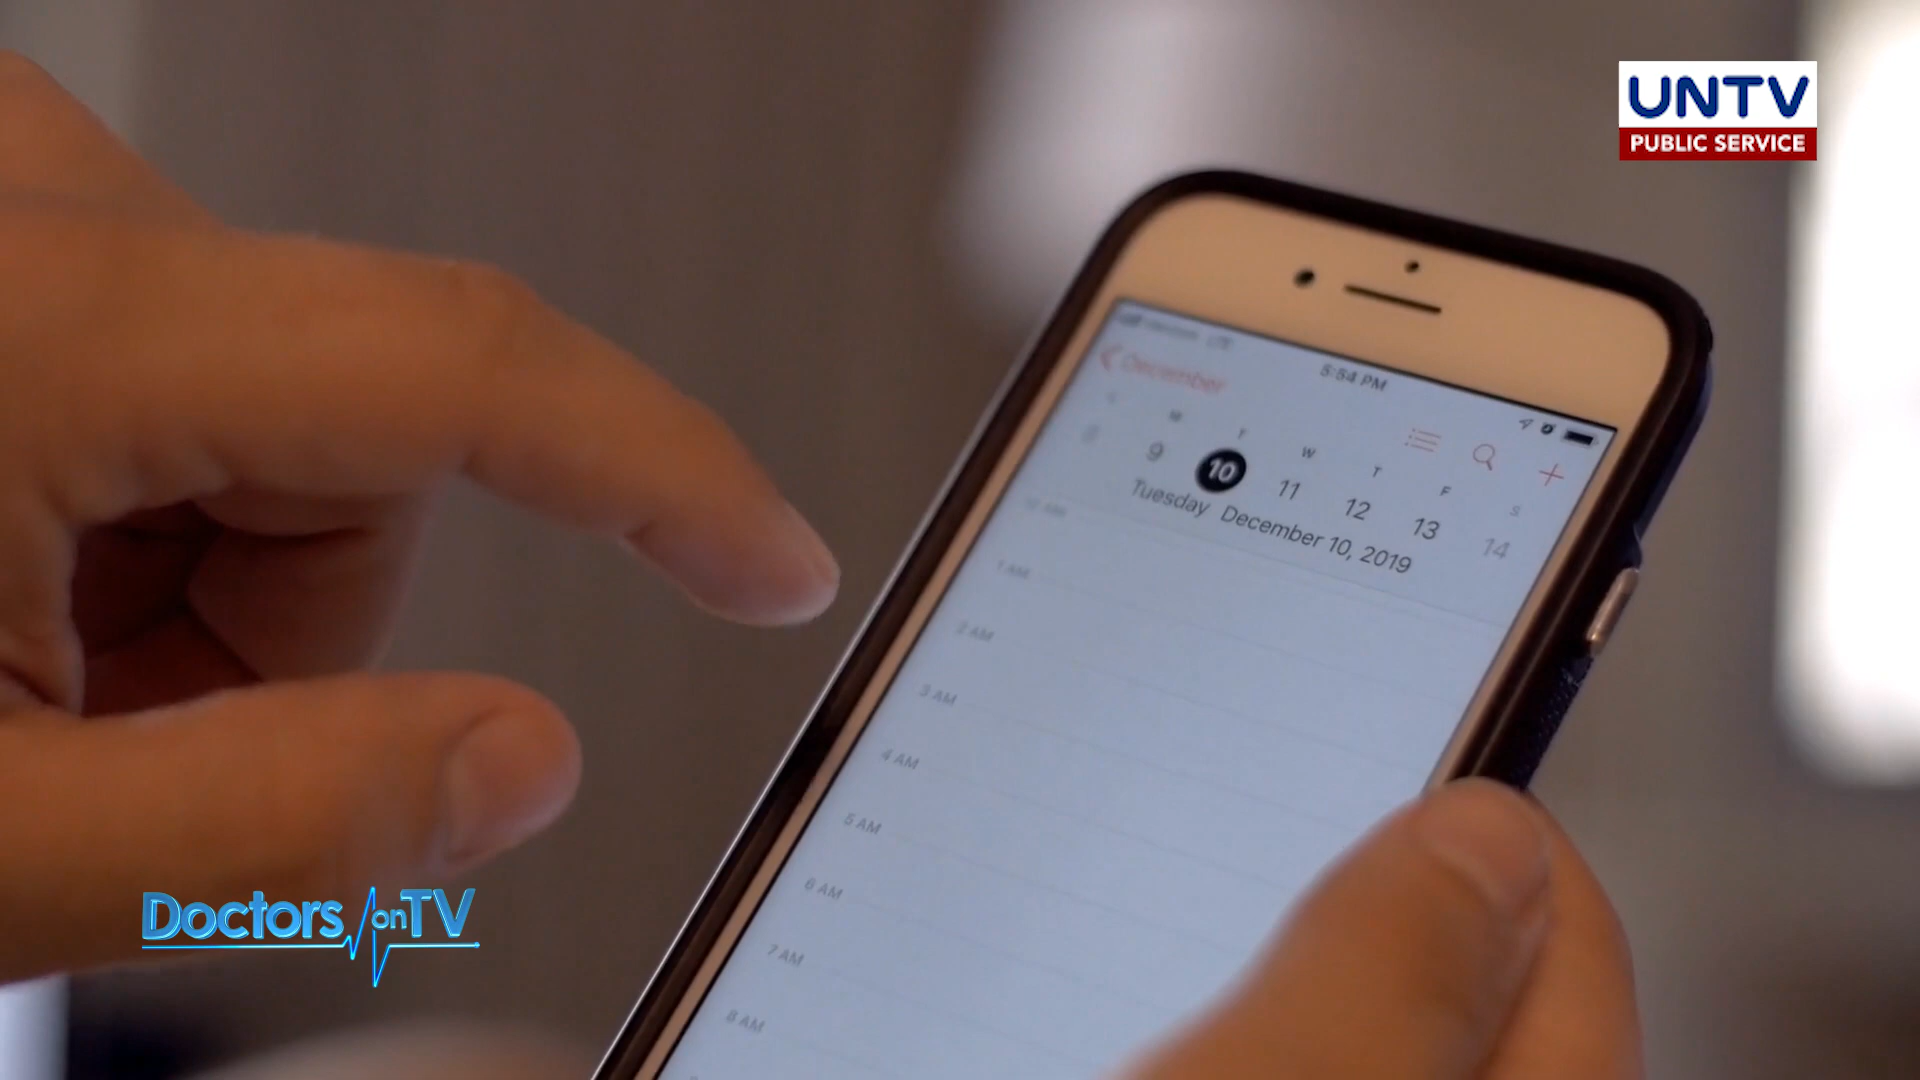 UNTV
PUBLIC SERVICE
LTE
5:54 PM
December
M T W T F S
9 10 11 12 13 14
Tuesday December 10, 2019
1 AM
2 AM
3 AM
4 AM
5 AM
6 AM
7 AM
8 AM
Doctors on TV